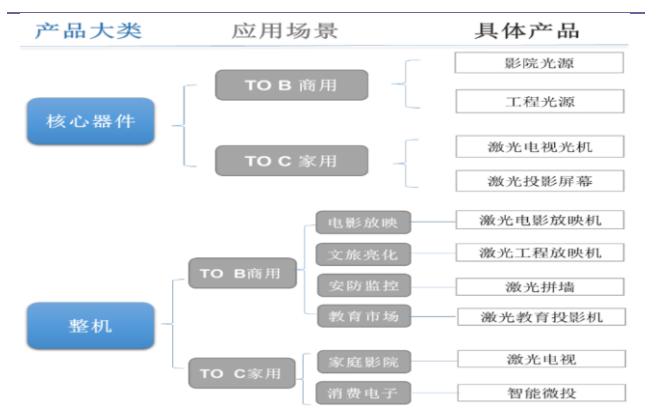 产品大类 应用场景 具体产品
核心器件
TO B 商用
影院光源
工程光源
TO C 家用
激光电视光机
激光投影屏幕
整机
TO B商用
电影放映 激光电影放映机
文旅亮化 激光工程放映机
安防监控 激光拼墙
教育市场 激光教育投影机
TO C家用
家庭影院 激光电视
消费电子 智能微投